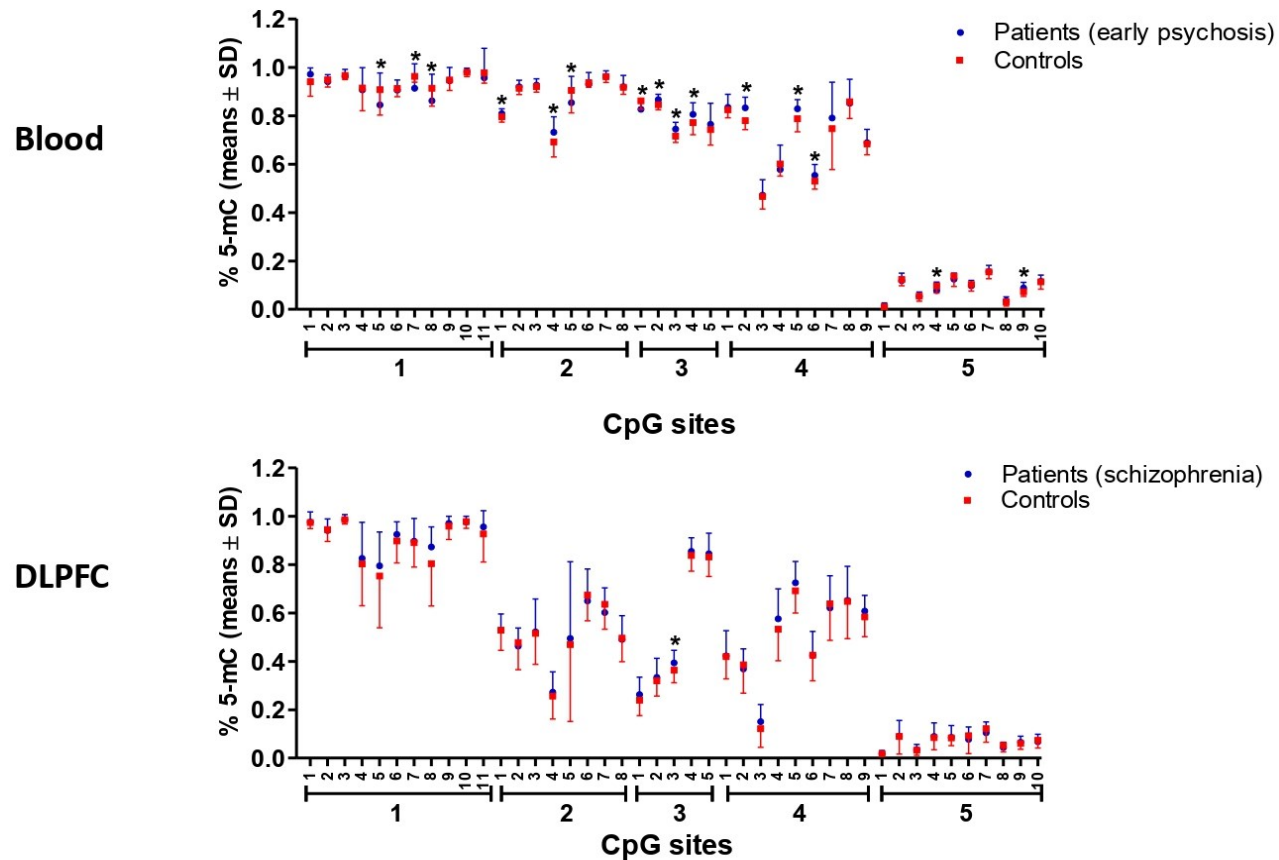 1.2
Patients (early psychosis)
Controls
1.0
0.8
0.6
0.4
0.2
0.0
% 5-mC (means ± SD)
Blood
* * * * * * * * * * * * * * *
1 2 3 4 5 6 7 8 9 10 11 1 2 3 4 5 6 7 8 1 2 3 4 5 1 2 3 4 5 6 7 8 9 1 2 3 4 5 6 7 8 9 10
1 2 3 4 5
CpG sites
1.2
Patients (schizophrenia)
Controls
1.0
0.8
0.6
0.4
0.2
0.0
% 5-mC (means ± SD)
DLPFC
*
1 2 3 4 5 6 7 8 9 10 11 1 2 3 4 5 6 7 8 1 2 3 4 5 1 2 3 4 5 6 7 8 9 1 2 3 4 5 6 7 8 9 10
1 2 3 4 5
CpG sites